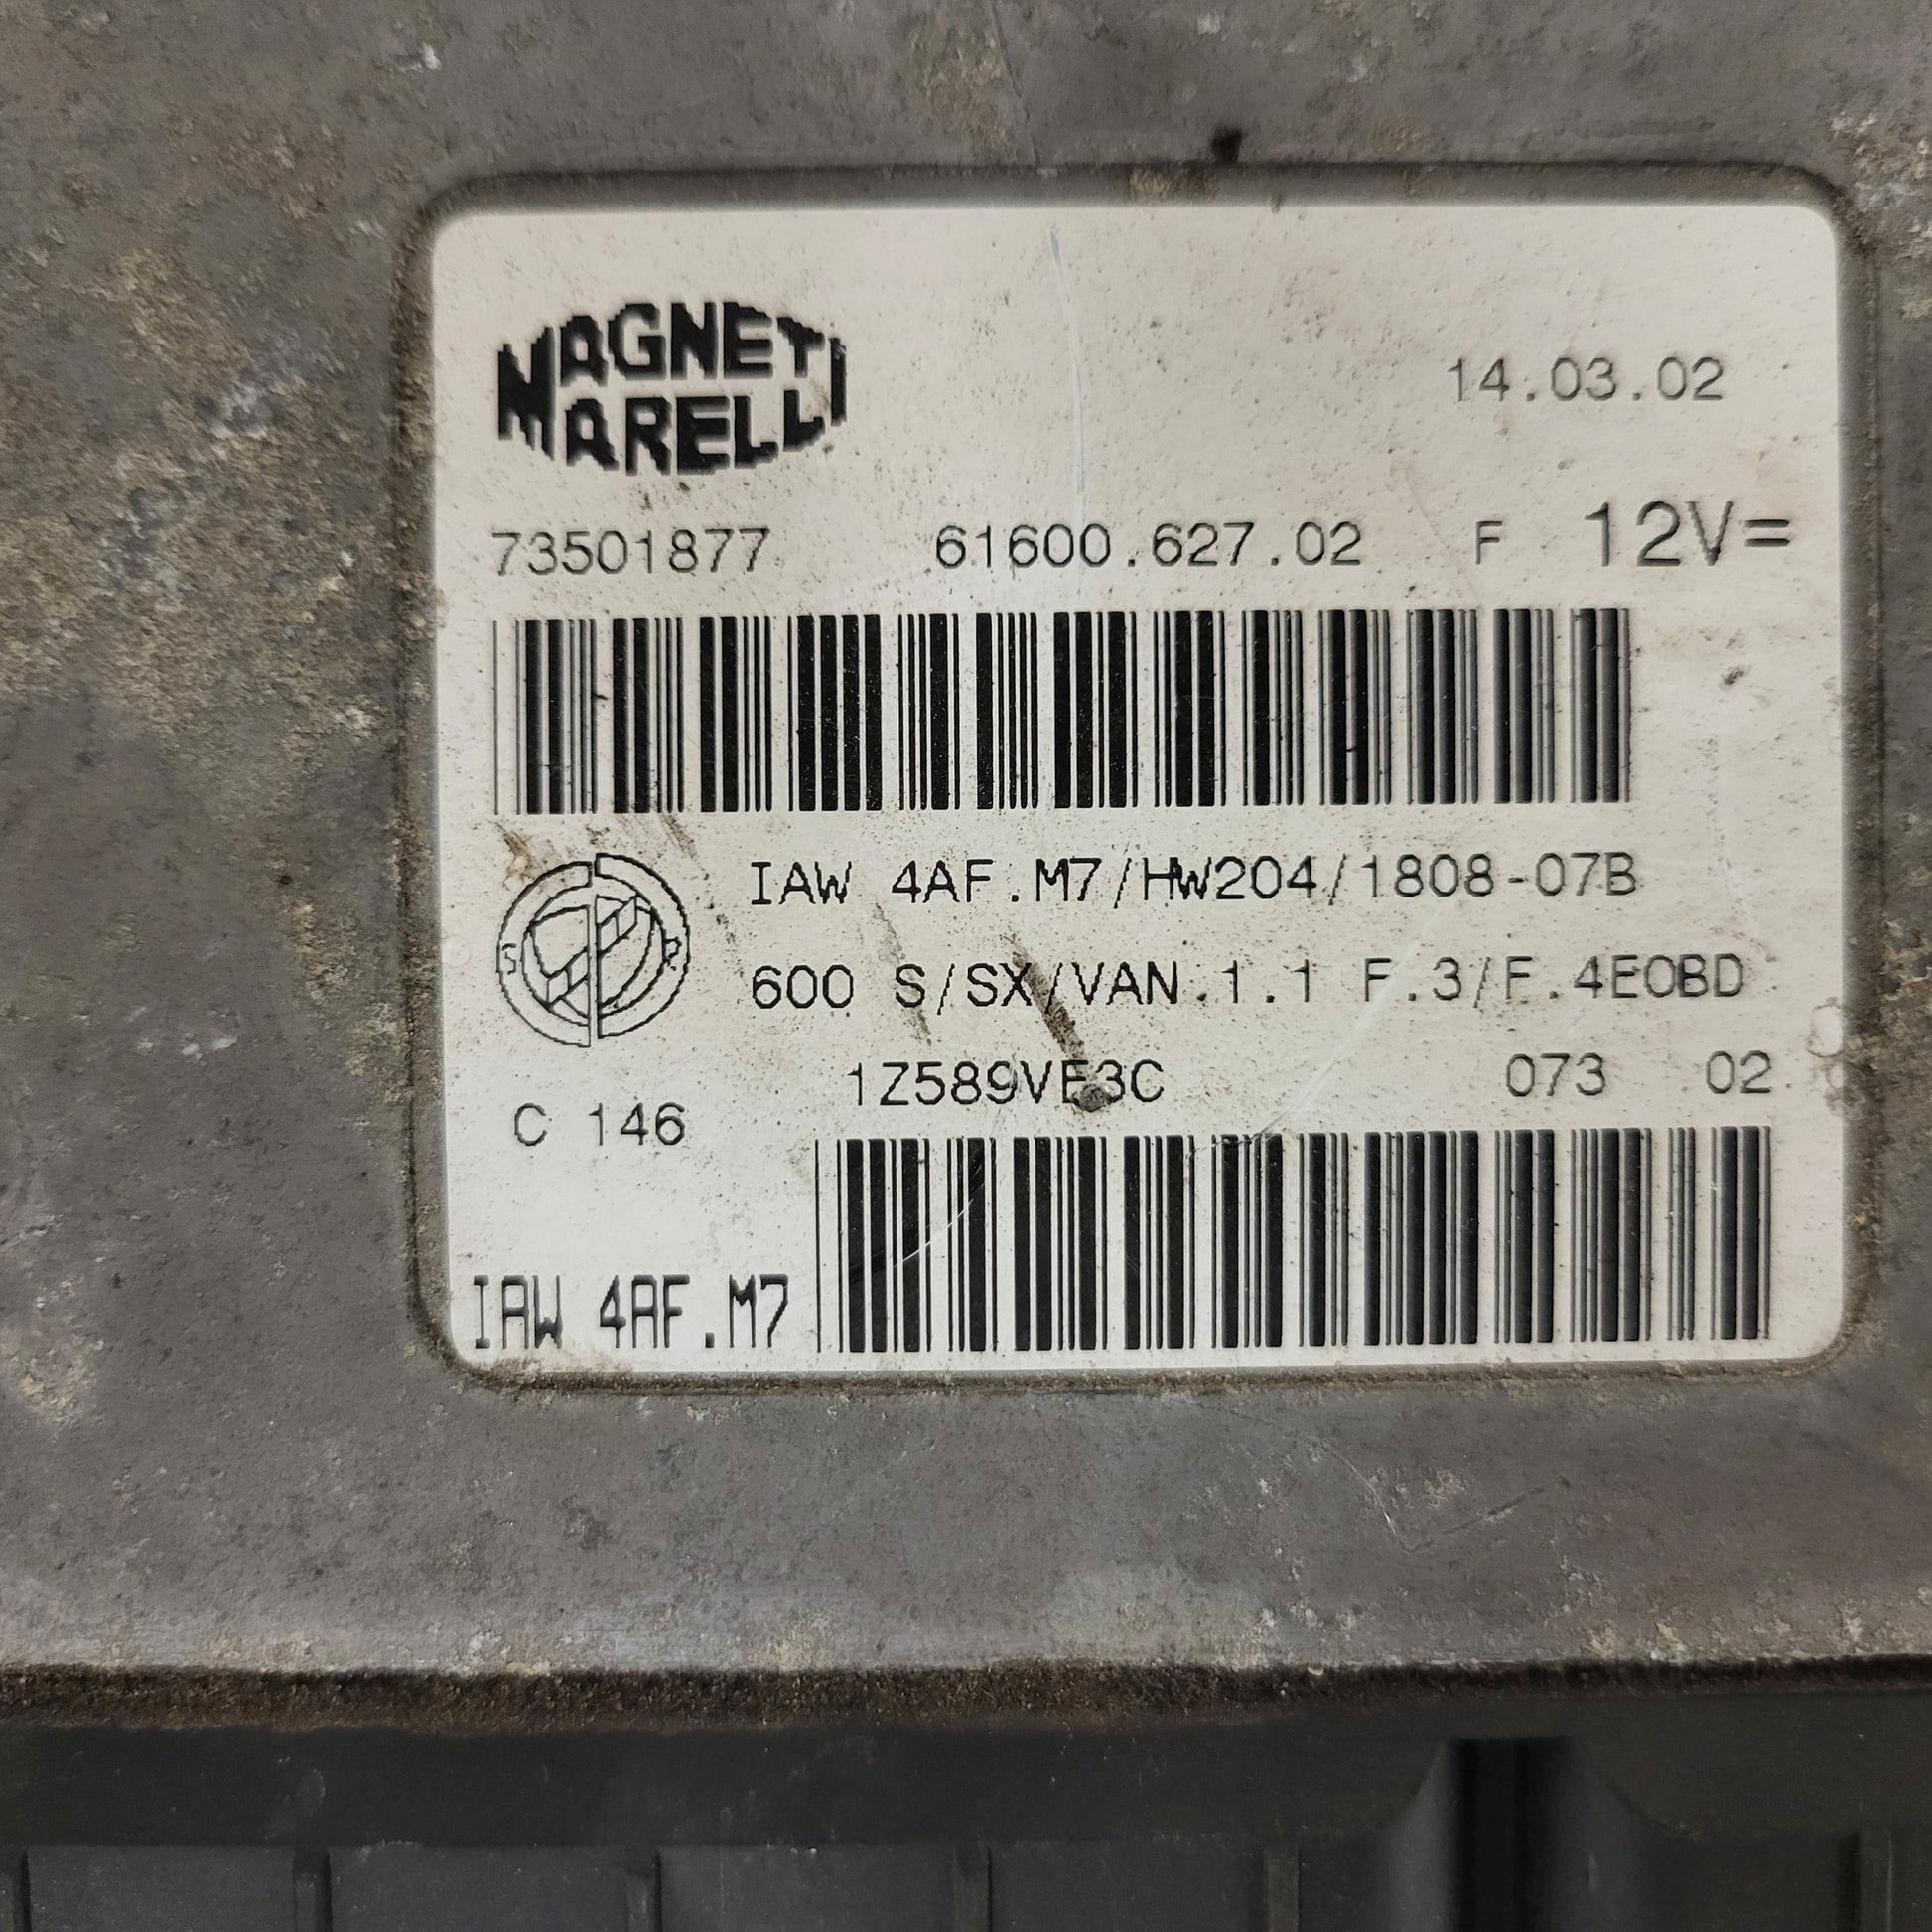 MAGNETI
MARELLI
14.03.02
73501877 61600.627.02 F 12V=
IAW 4AF.M7/HW204/1808-07B
S R
600 S/SX/VAN 1.1 F.3/F.4EOBD
1Z589VE3C 073 02
C 146
IAW 4AF.M7